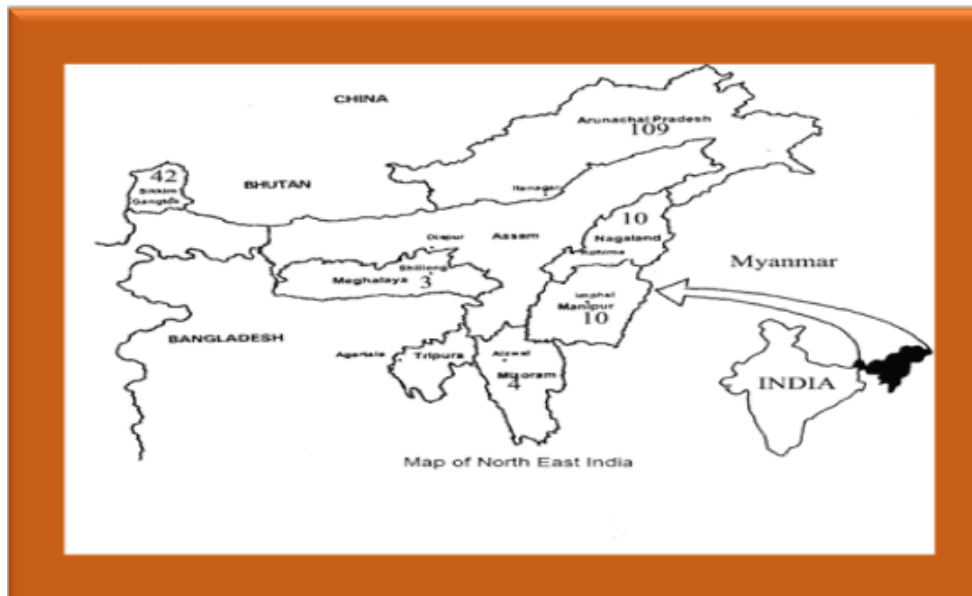 CHINA
Arunachal Pradesh
109
42
Sikkim
Gangtok
BHUTAN
Itanagar
10
Nagaland
Kohima
Dispur
Assam
Shillong
Meghalaya
3
Myanmar
Imphal
Manipur
10
BANGLADESH
Agartala
Tripura
Aizwal
Mizoram
4
INDIA
Map of North East India